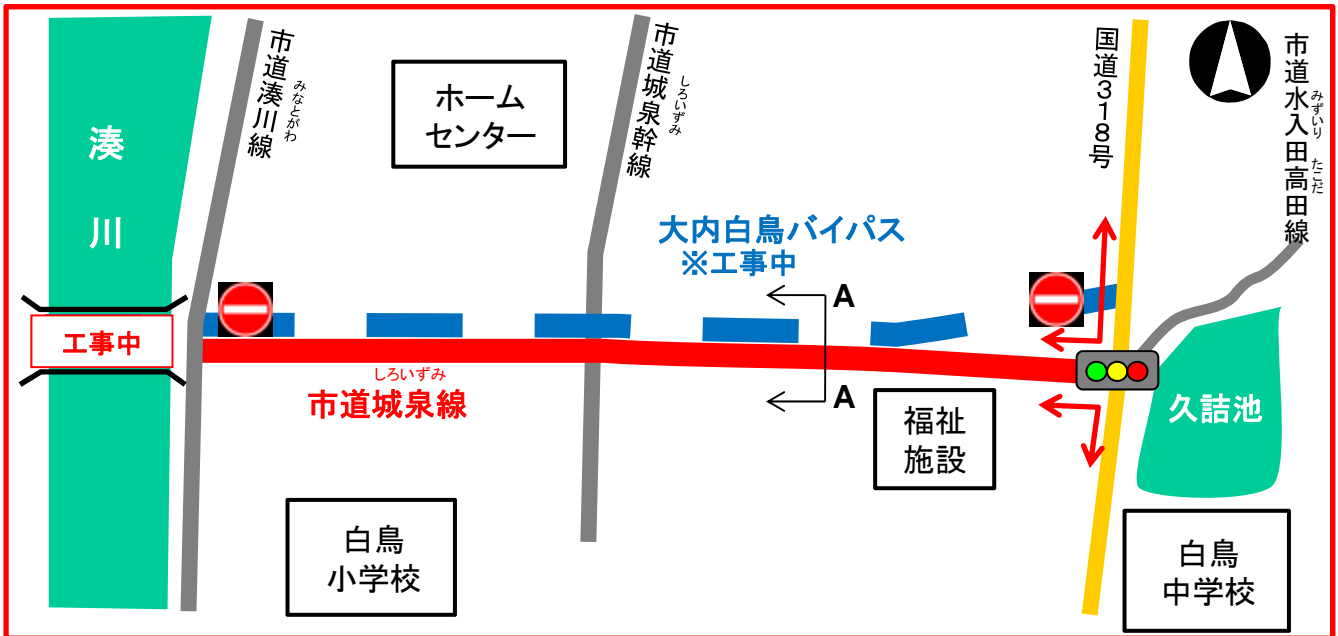 湊川
工事中
市道湊川線
みなとがわ
ホーム
センター
市道城泉幹線
しろいずみ
大内白鳥バイパス
※工事中
国道318号
市道水入田高田線
みずいり たこだ
A
A
しろいずみ
市道城泉線
福祉
施設
久詰池
白鳥
小学校
白鳥
中学校